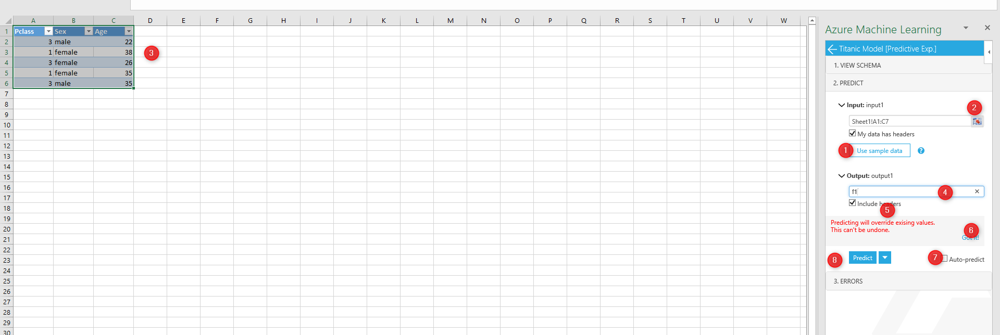 A B C D E F G H I J K L M N O P Q R S T U V W
1 Pclass Sex Age
2 3 male 22
3 1 female 38
4 3 female 26
5 1 female 35
6 3 male 35
7
8
9
10
11
12
13
14
15
16
17
18
19
20
21
22
23
24
25
26
27
28
29
30
3
Azure Machine Learning
Titanic Model [Predictive Exp.]
1. VIEW SCHEMA
2. PREDICT
Input: input1
2
Sheet1!A1:C7
My data has headers
1 Use sample data ?
Output: output1
f1 4
Include headers
5
Predicting will override exising values.
This can't be undone.
6
Got it!
8 Predict 7 Auto-predict
3. ERRORS